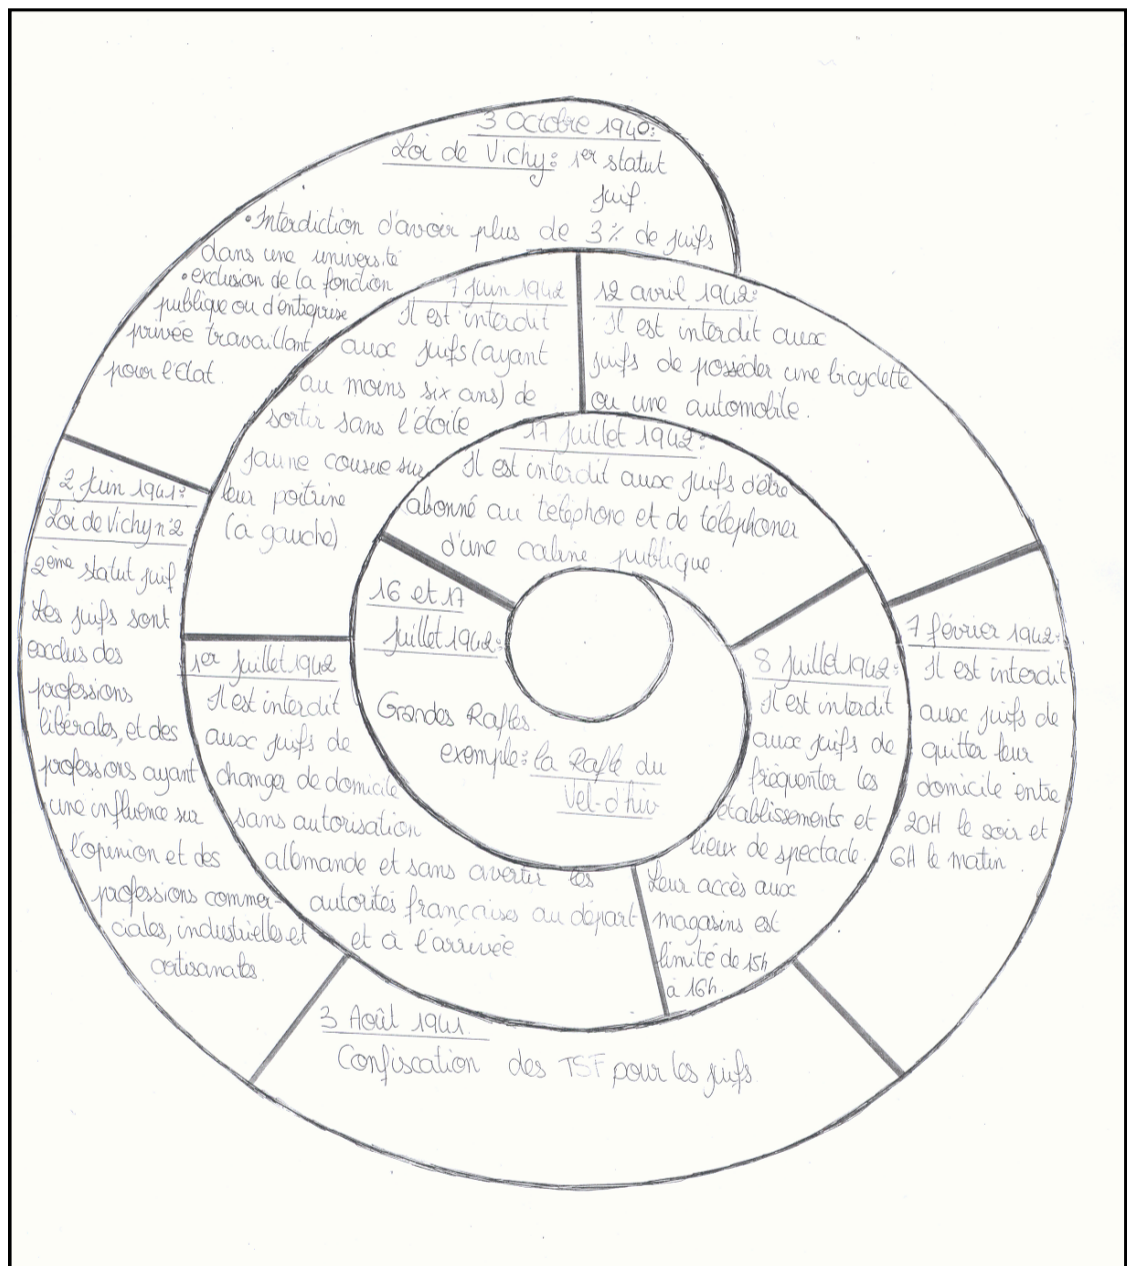 3 Octobre 1940:
Loi de Vichy: 1er statut
juif.
•Interdiction d'avoir plus de 3% de juifs
dans une université
•exclusion de la fonction
publique ou d'entreprise
privée travaillant
pour l'Etat.
2 Juin 1941:
Loi de Vichy n°2
2ème statut juif
Les juifs sont
exclus des
professions
libérales, et des
professions ayant
une influence sur
l'opinion et des
professions commer-
ciales, industrielles et
artisanales.
3 Août 1941.
Confiscation des TSF pour les juifs
7 février 1942:
Il est interdit
aux juifs de
quitter leur
domicile entre
20H le soir et
6H le matin.
12 avril 1942:
Il est interdit aux
juifs de posséder une bicyclette
ou une automobile.
7 Juin 1942
Il est interdit
aux juifs (ayant
au moins six ans) de
sortir sans l'étoile
jaune cousue sur
leur poitrine
(à gauche)
1er Juillet 1942
Il est interdit
aux juifs de
changer de domicile
sans autorisation
allemande et sans avertir les
autorités françaises au départ
et à l'arrivée
8 Juillet 1942:
Il est interdit
aux juifs de
fréquenter les
établissements et
lieux de spectacle.
Leur accès aux
magasins est
limité de 15h
à 16h.
17 Juillet 1942:
Il est interdit aux juifs d'être
abonné au téléphone et de téléphoner
d'une cabine publique.
16 et 17
Juillet 1942:
Grandes Rafles.
exemple: la Rafle du
Vel-d'hiv